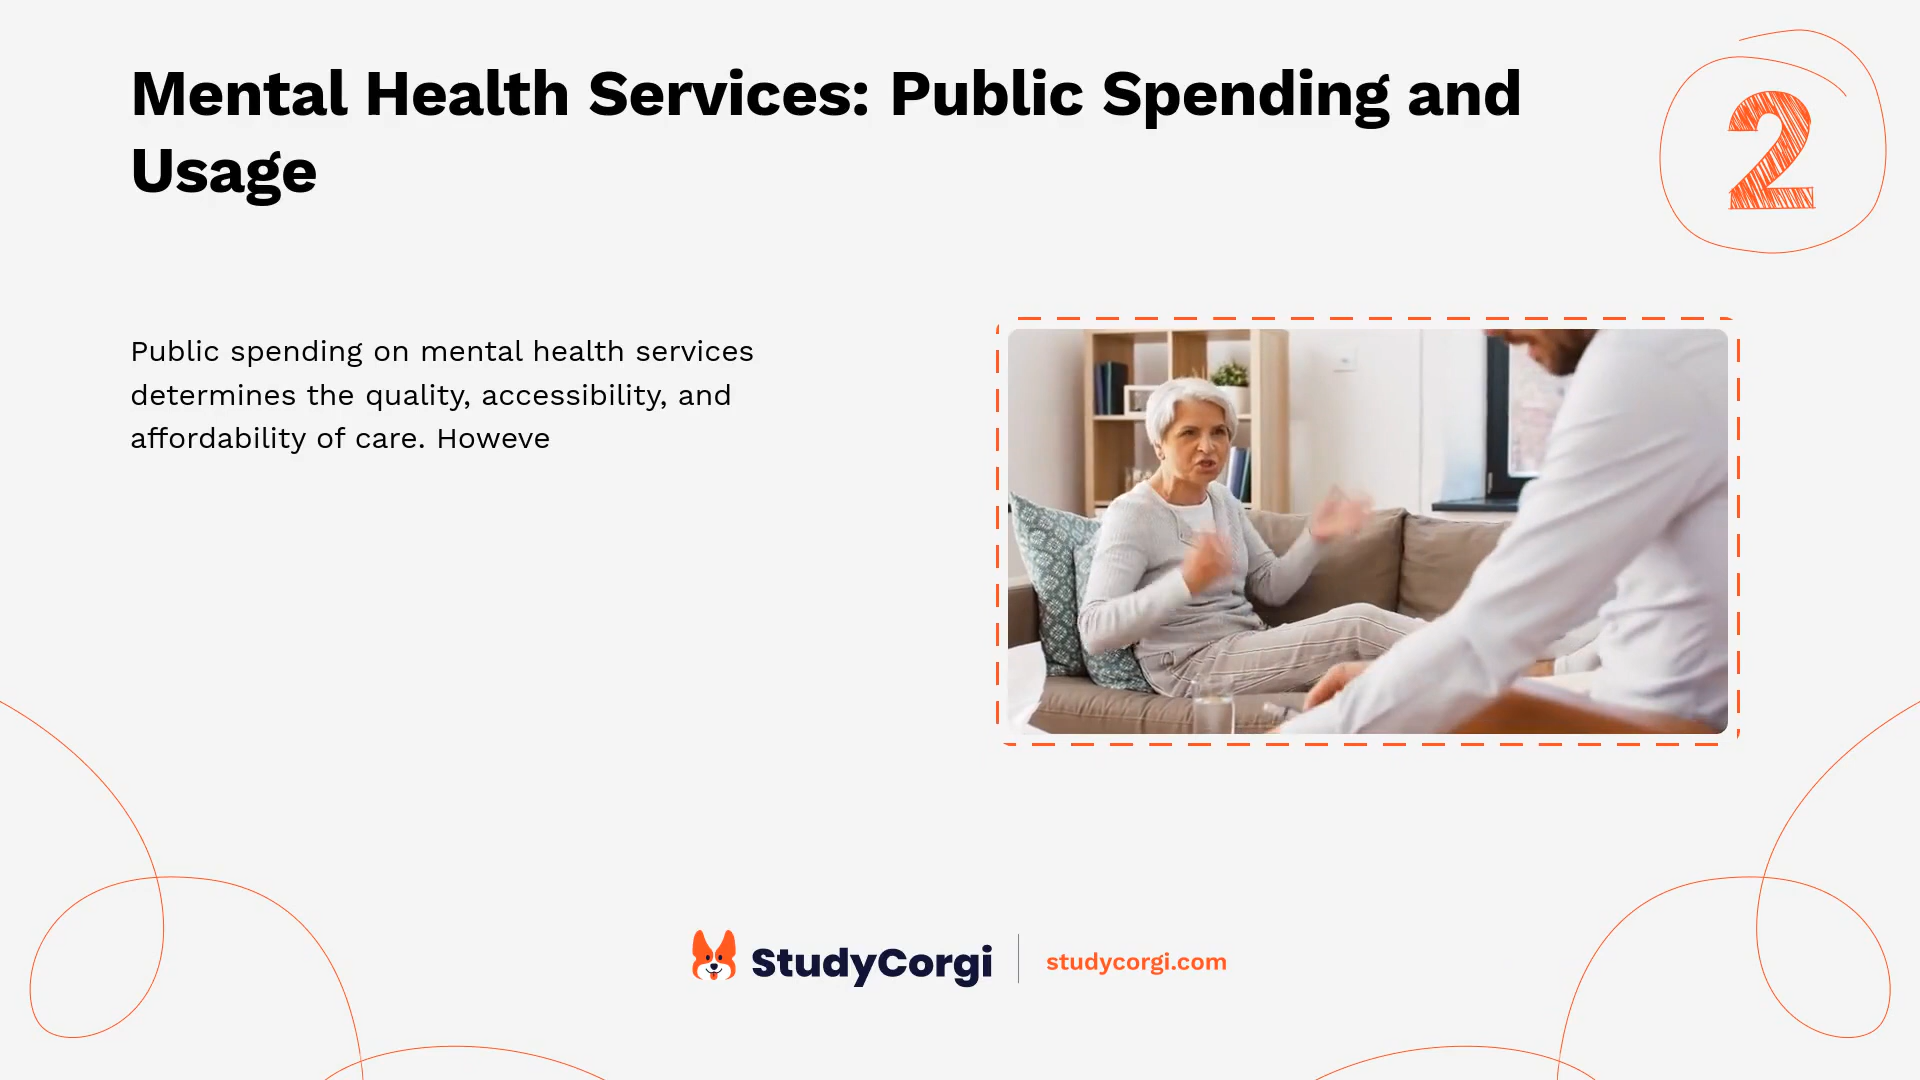 Mental Health Services: Public Spending and
Usage
2
Public spending on mental health services
determines the quality, accessibility, and
affordability of care. Howeve
StudyCorgi
studycorgi.com